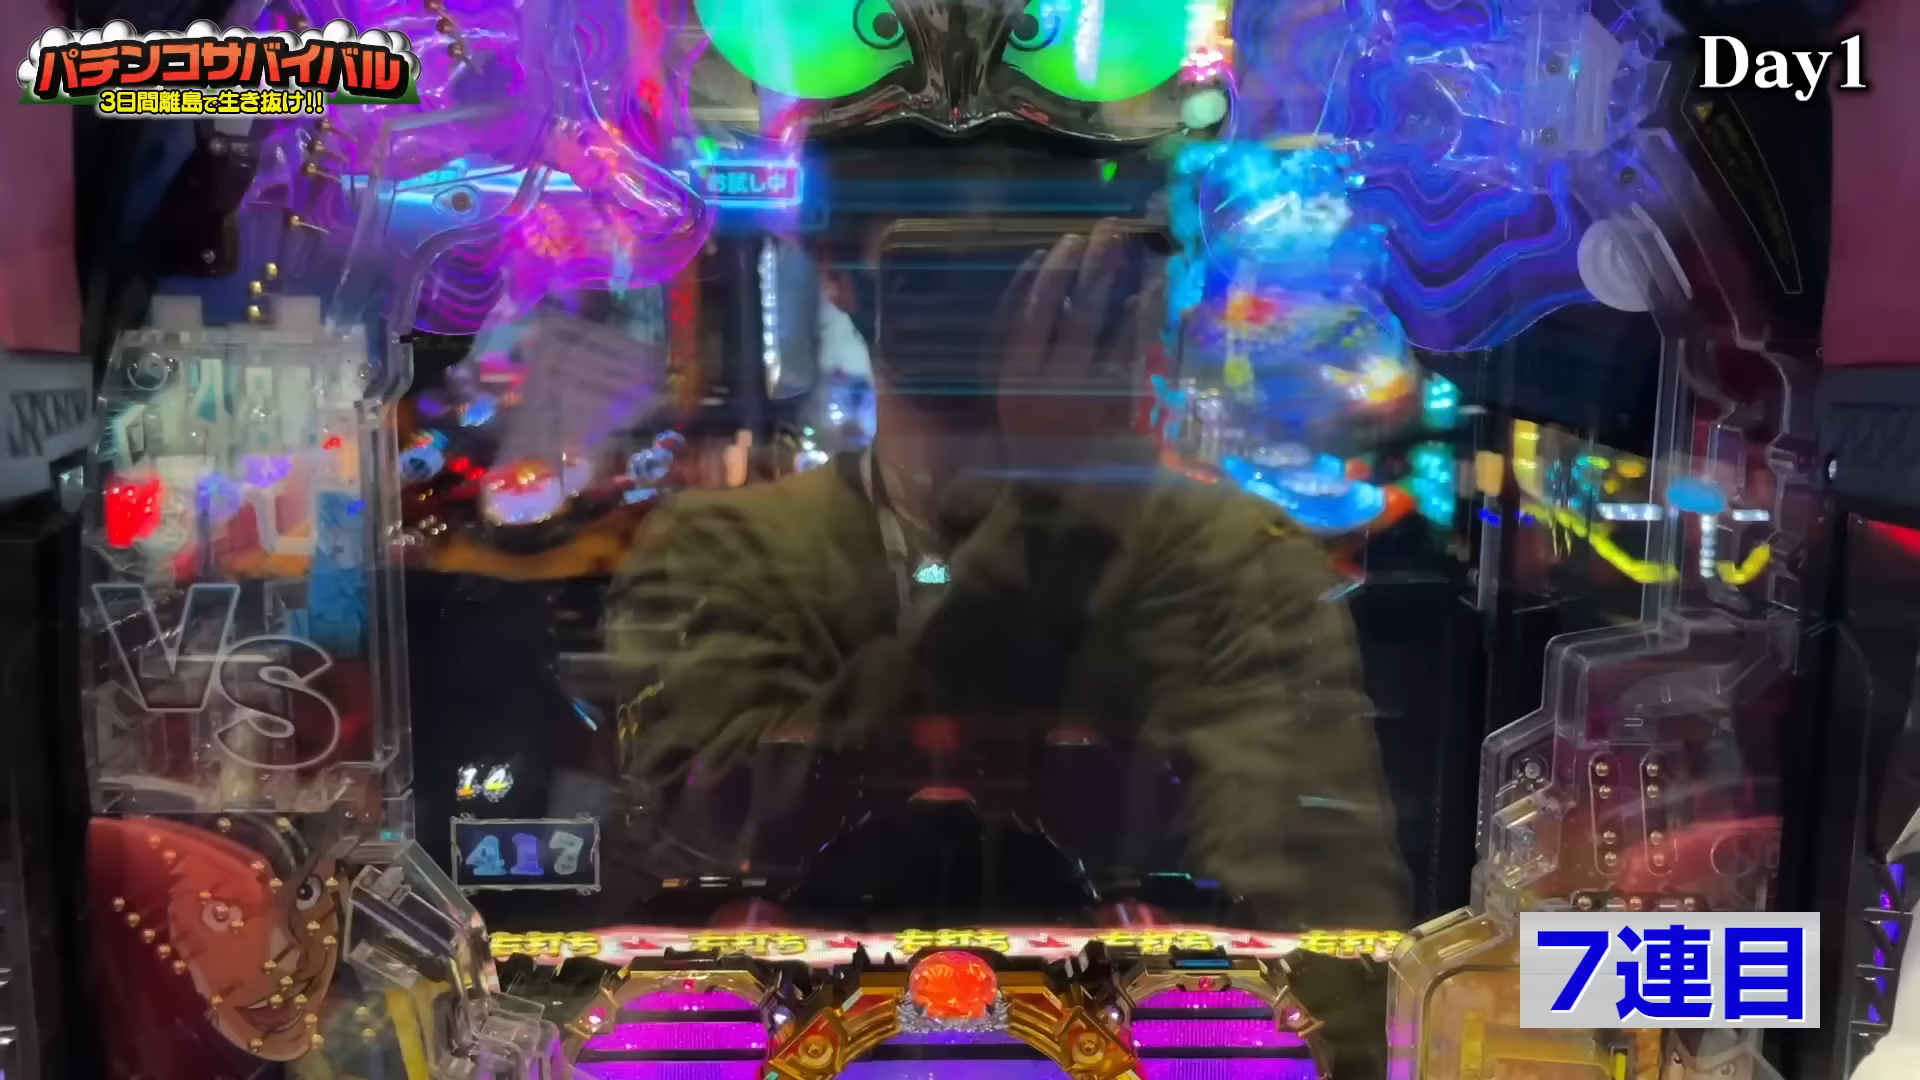 パチンコサバイバル
3日間離島で生き抜け!!
Day1
お試し中
VS
14
417
右打ち 右打ち 右打ち 右打ち 右打ち
7連目